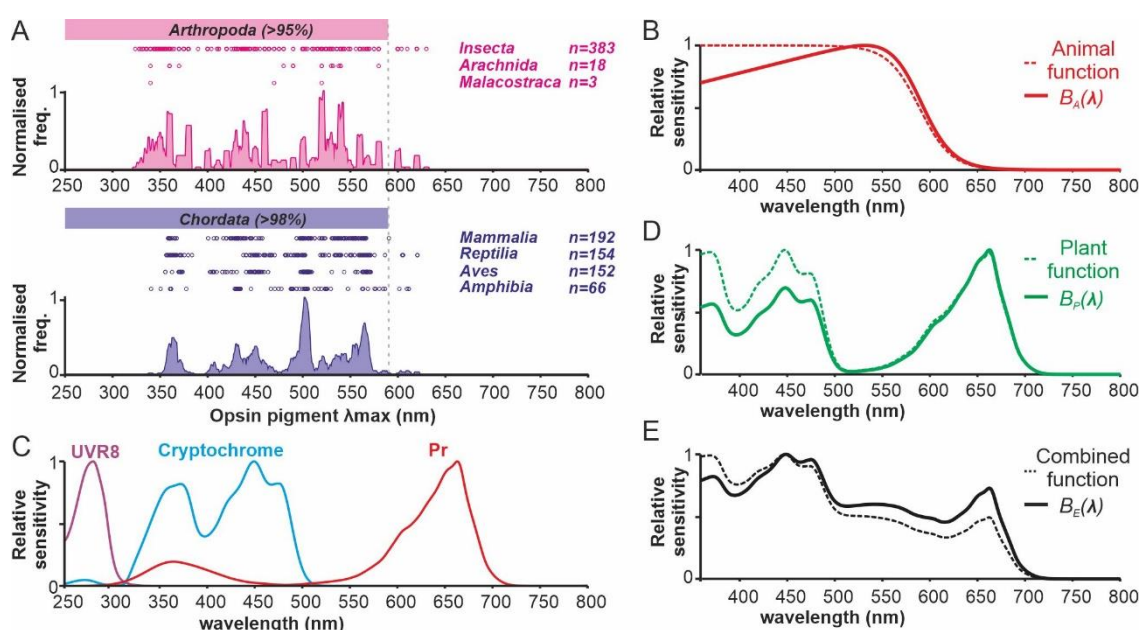 A
Arthropoda (>95%)
Insecta n=383
Arachnida n=18
Malacostraca n=3
Normalised freq.
1
0
250 300 350 400 450 500 550 600 650 700 750 800
Chordata (>98%)
Mammalia n=192
Reptilia n=154
Aves n=152
Amphibia n=66
Normalised freq.
1
0
250 300 350 400 450 500 550 600 650 700 750 800
Opsin pigment λmax (nm)
C
UVR8 Cryptochrome Pr
Relative sensitivity
1
0
250 300 350 400 450 500 550 600 650 700 750 800
wavelength (nm)
B
Animal function
B_A(λ)
Relative sensitivity
1
0
400 450 500 550 600 650 700 750 800
wavelength (nm)
D
Plant function
B_P(λ)
Relative sensitivity
1
0
400 450 500 550 600 650 700 750 800
wavelength (nm)
E
Combined function
B_E(λ)
Relative sensitivity
1
0
400 450 500 550 600 650 700 750 800
wavelength (nm)